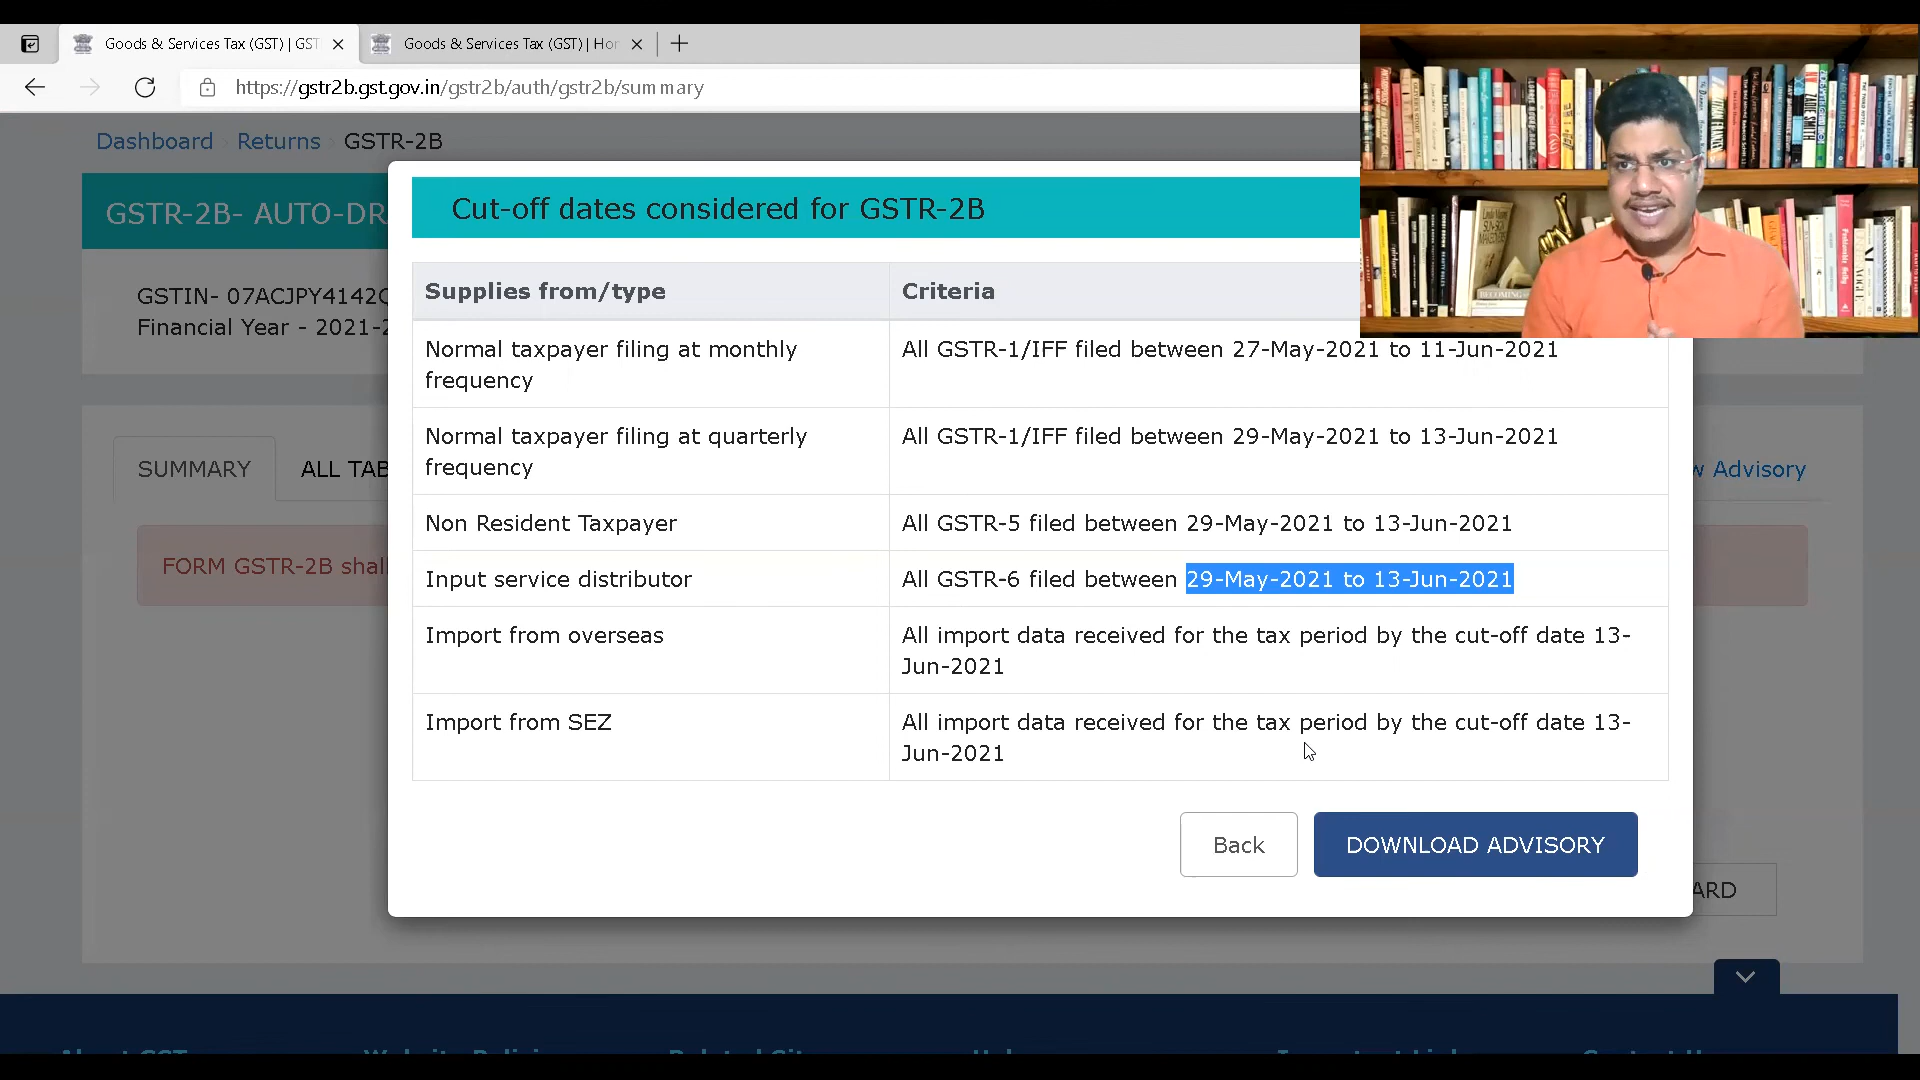 Goods & Services Tax (GST) | GST
Goods & Services Tax (GST) | Hor
https://gstr2b.gst.gov.in/gstr2b/auth/gstr2b/summary
Dashboard Returns GSTR-2B
GSTR-2B- AUTO-DR
Cut-off dates considered for GSTR-2B
GSTIN- 07ACJPY4142
Financial Year - 2021-2
Supplies from/type Criteria
Normal taxpayer filing at monthly
frequency
All GSTR-1/IFF filed between 27-May-2021 to 11-Jun-2021
Normal taxpayer filing at quarterly
frequency
All GSTR-1/IFF filed between 29-May-2021 to 13-Jun-2021
SUMMARY ALL TAB
w Advisory
Non Resident Taxpayer
All GSTR-5 filed between 29-May-2021 to 13-Jun-2021
FORM GSTR-2B shal
Input service distributor
All GSTR-6 filed between 29-May-2021 to 13-Jun-2021
Import from overseas
All import data received for the tax period by the cut-off date 13-
Jun-2021
Import from SEZ
All import data received for the tax period by the cut-off date 13-
Jun-2021
Back DOWNLOAD ADVISORY
ARD